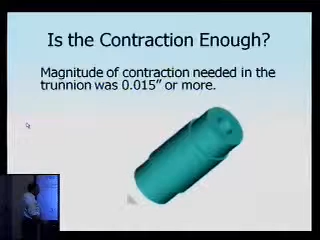 Is the Contraction Enough?
Magnitude of contraction needed in the
trunnion was 0.015" or more.